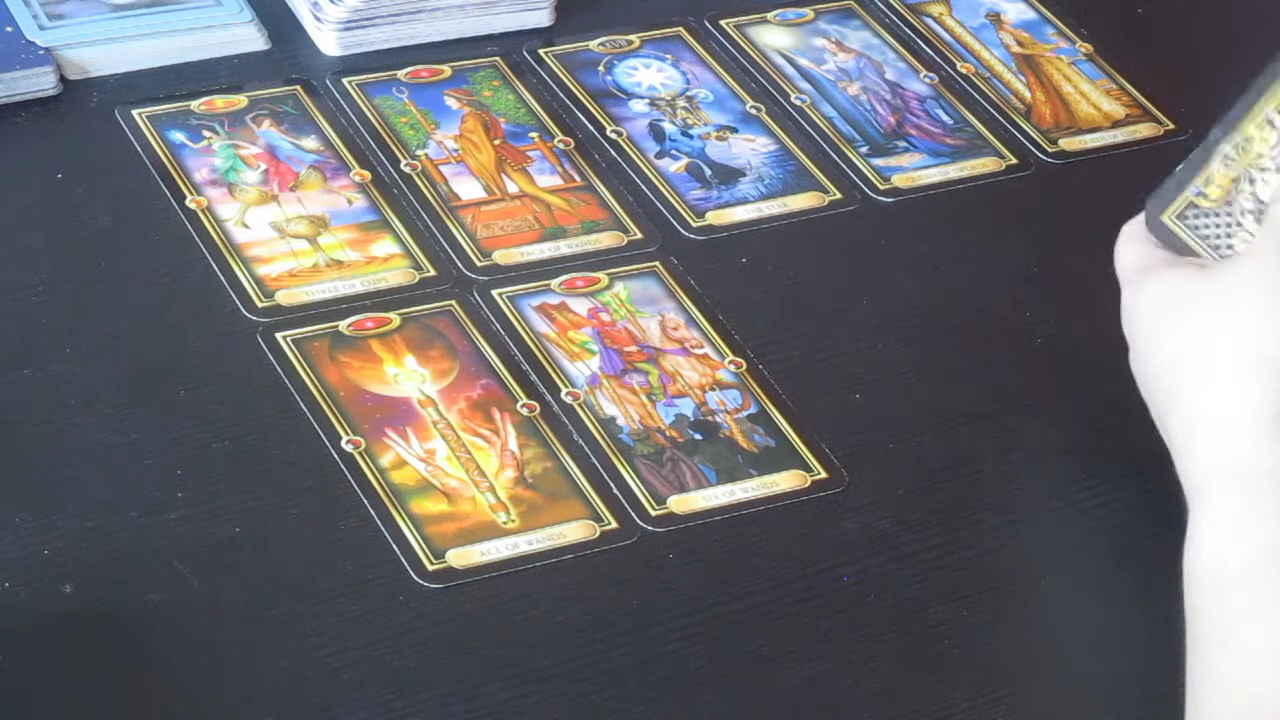 XVII
THREE OF CUPS
PAGE OF WANDS
THE STAR
QUEEN OF SWORDS
QUEEN OF CUPS
ACE OF WANDS
SIX OF WANDS